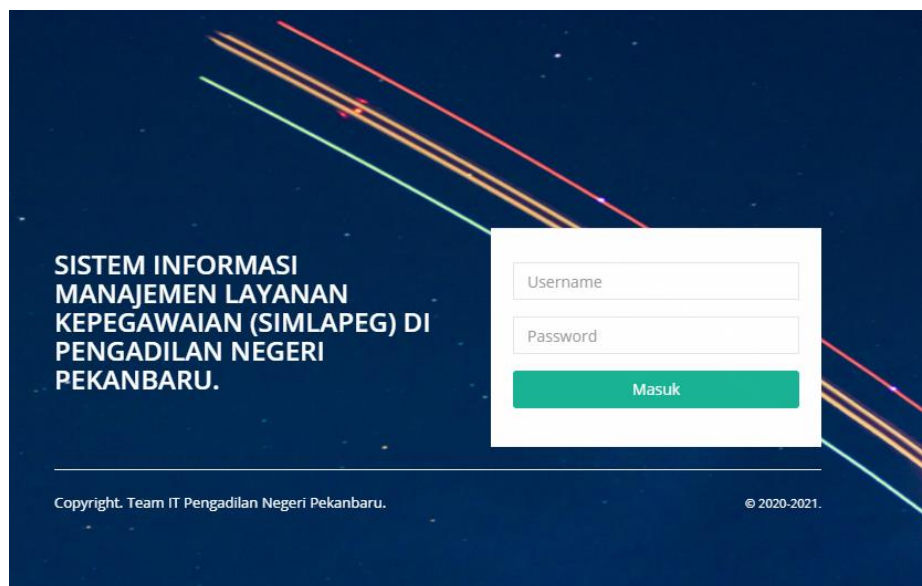 SISTEM INFORMASI
MANAJEMEN LAYANAN
KEPEGAWAIAN (SIMLAPEG) DI
PENGADILAN NEGERI
PEKANBARU.
Username
Password
Masuk
Copyright. Team IT Pengadilan Negeri Pekanbaru.
© 2020-2021.